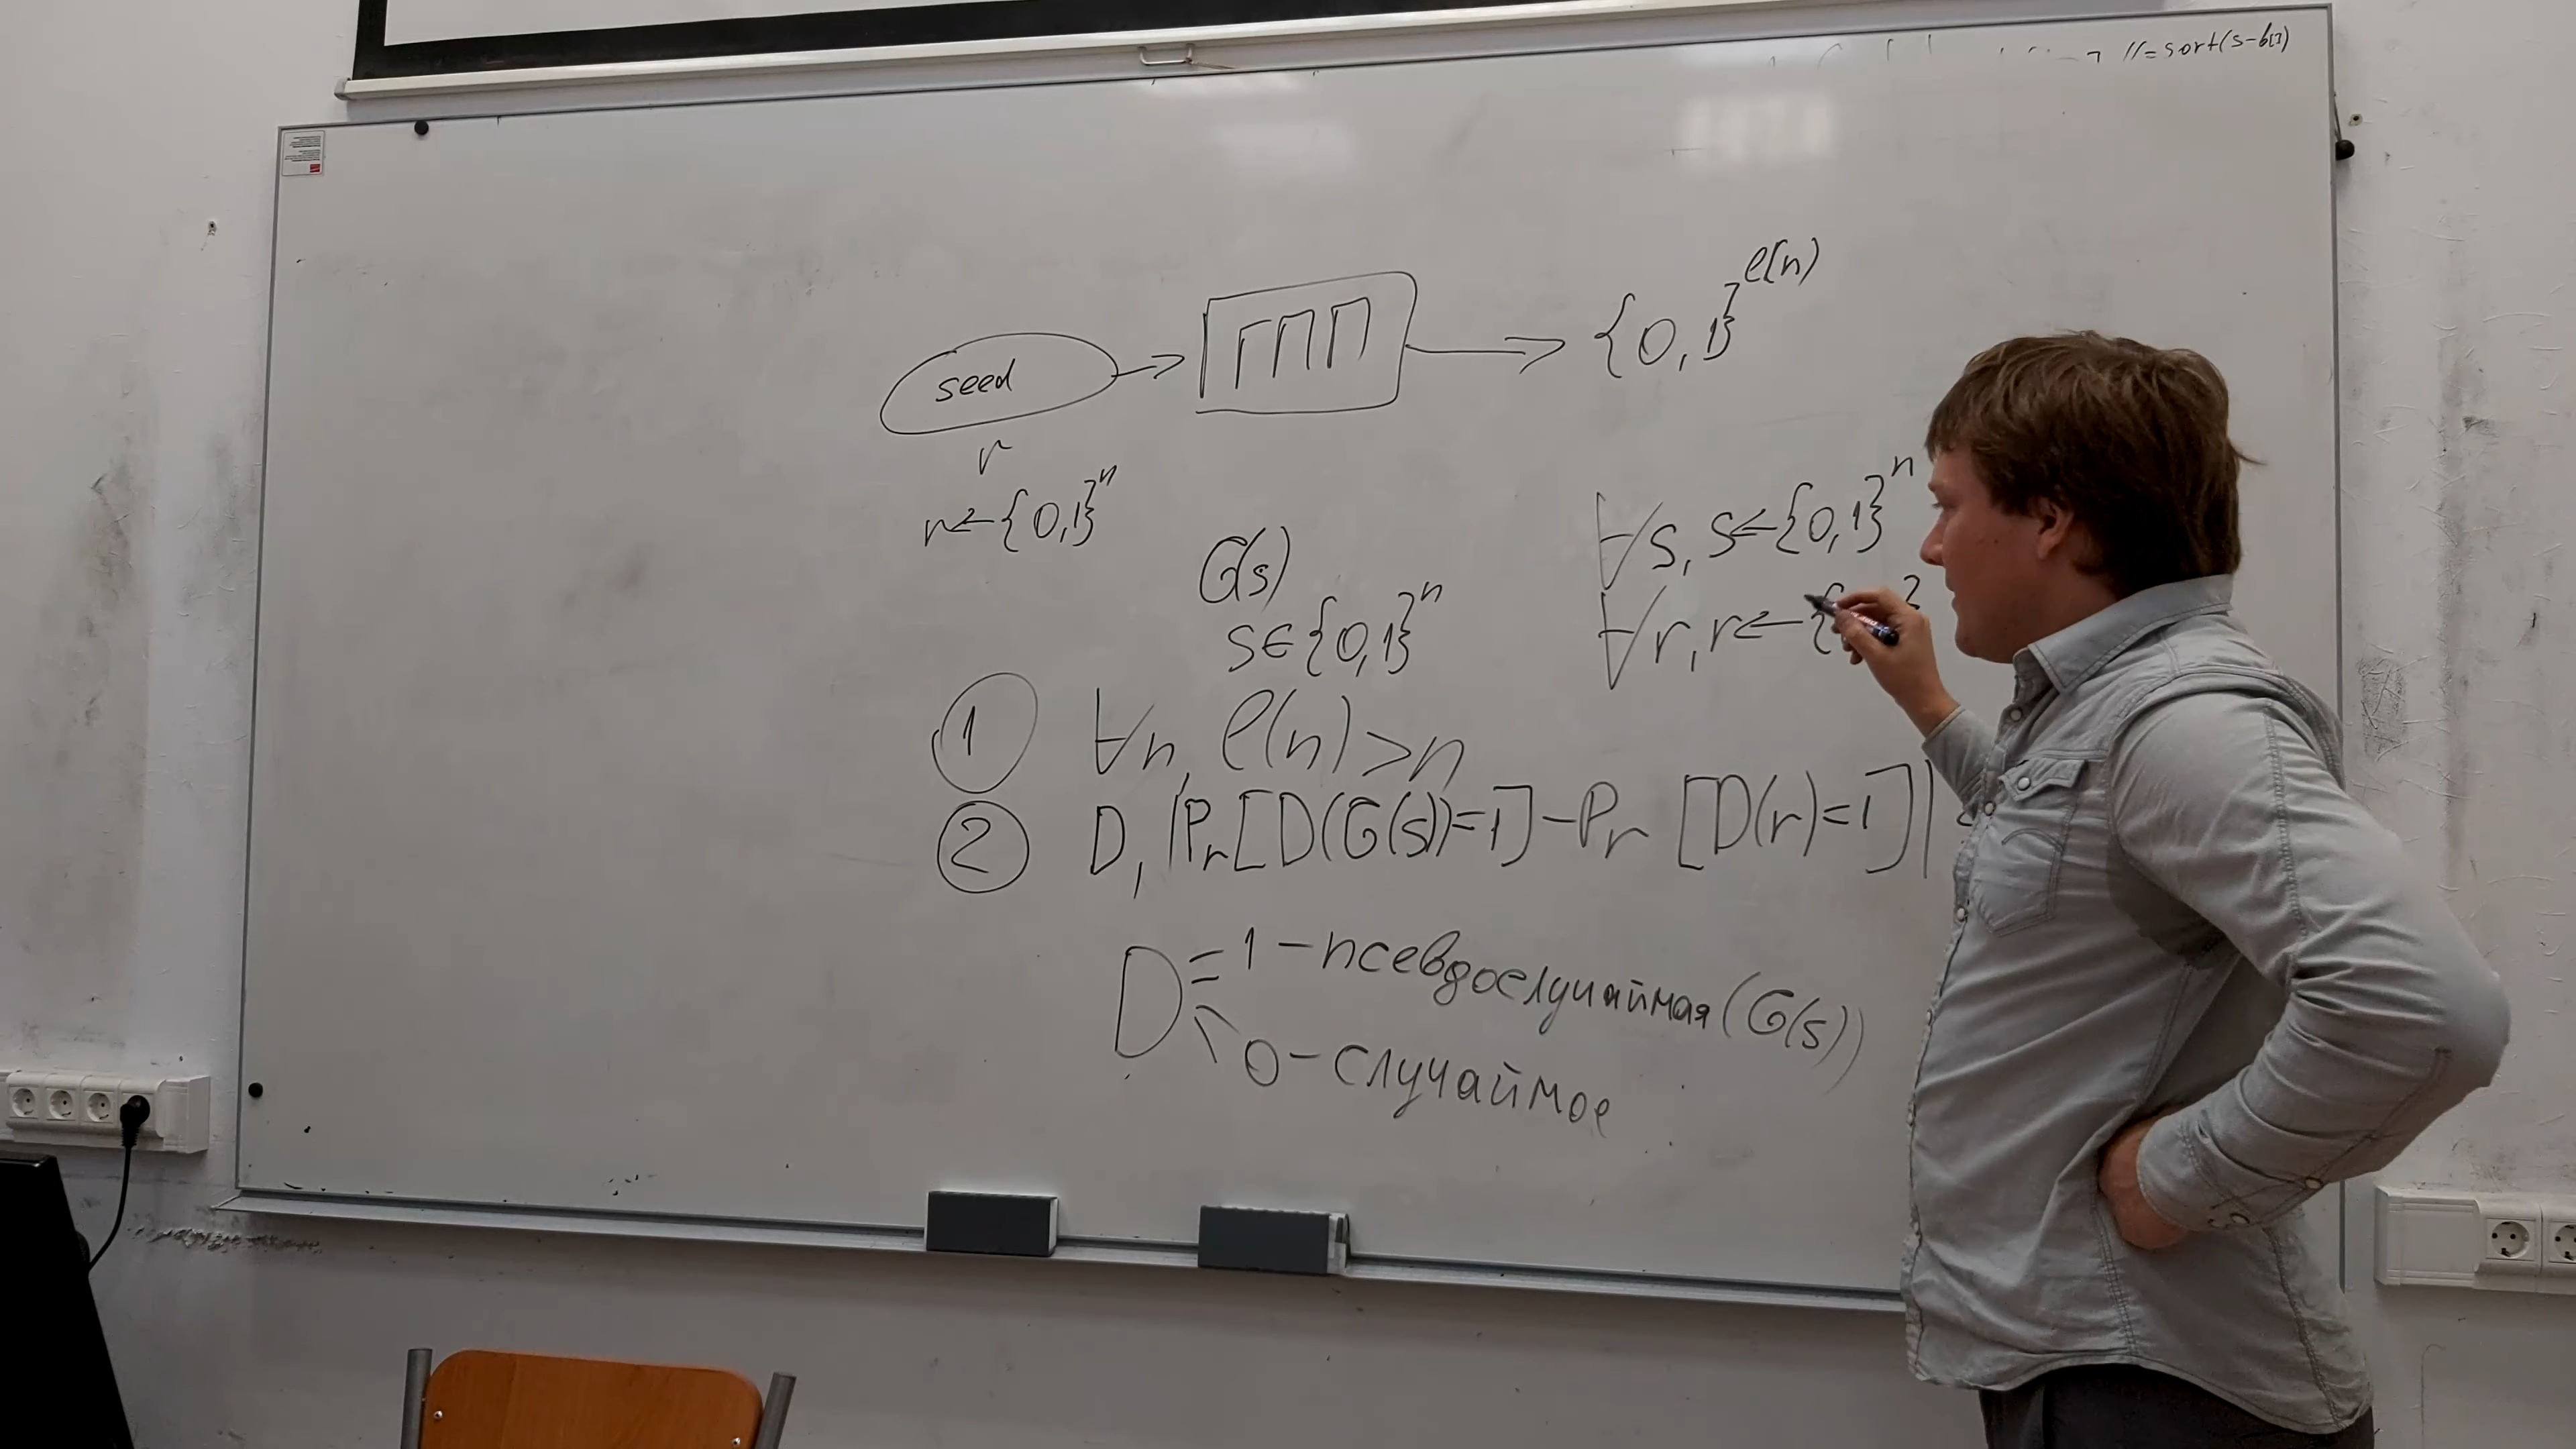 //=sort(s-b[])
seed → ГПП → {0,1}^ℓ(n)
r
r←{0,1}^n
∀s, s←{0,1}^n
G(s)
∀r, r←{
s∈{0,1}^n
① ∀n, ℓ(n)>n
② D, |Pr[D(G(s))=1]-Pr [D(r)=1]|
D = 1 - псевдослучайная (G(s))
0 - случайное